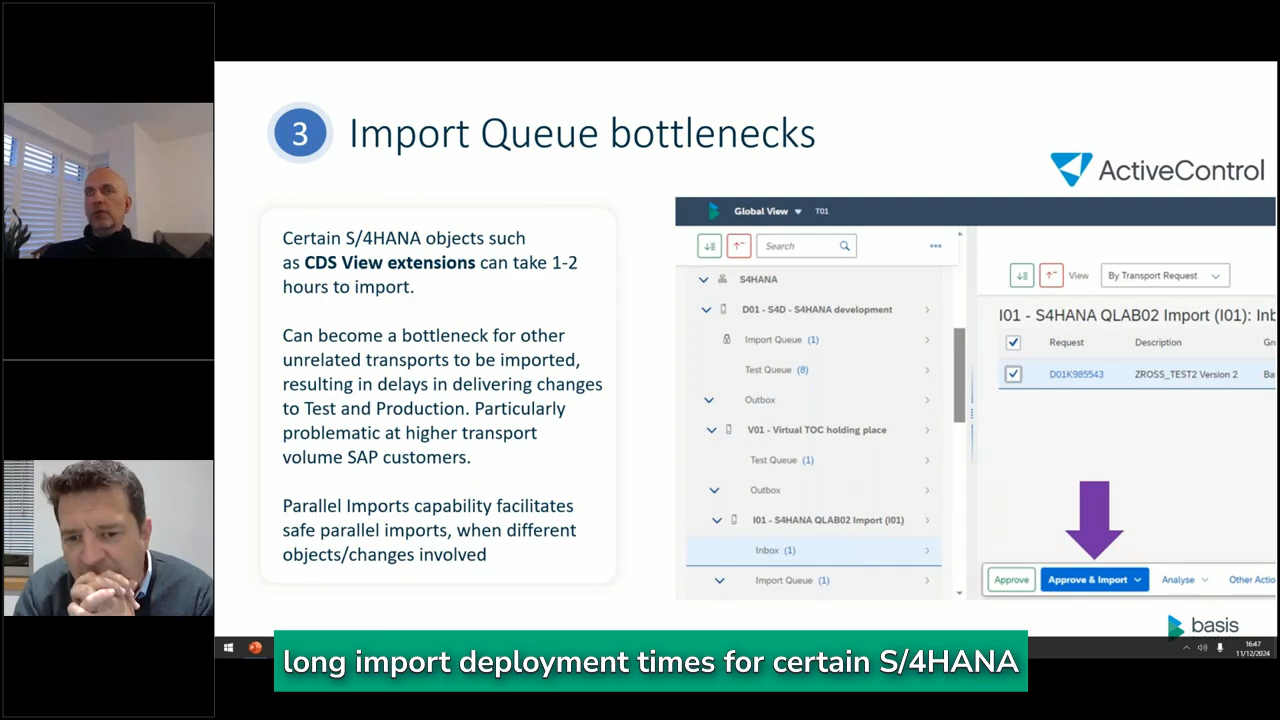 3 Import Queue bottlenecks
ActiveControl
Certain S/4HANA objects such
as CDS View extensions can take 1-2
hours to import.
Can become a bottleneck for other
unrelated transports to be imported,
resulting in delays in delivering changes
to Test and Production. Particularly
problematic at higher transport
volume SAP customers.
Parallel Imports capability facilitates
safe parallel imports, when different
objects/changes involved
Global View T01
Search
S4HANA
D01 - S4D - S4HANA development
Import Queue (1)
Test Queue (8)
Outbox
V01 - Virtual TOC holding place
Test Queue (1)
Outbox
I01 - S4HANA QLAB02 Import (I01)
Inbox (1)
Import Queue (1)
View By Transport Request
I01 - S4HANA QLAB02 Import (I01): Inb
Request Description Gr
D01K985543 ZROSS_TEST2 Version 2 Ba
Approve Approve & Import Analyse Other Actio
basis
16:47
11/12/2024
long import deployment times for certain S/4HANA